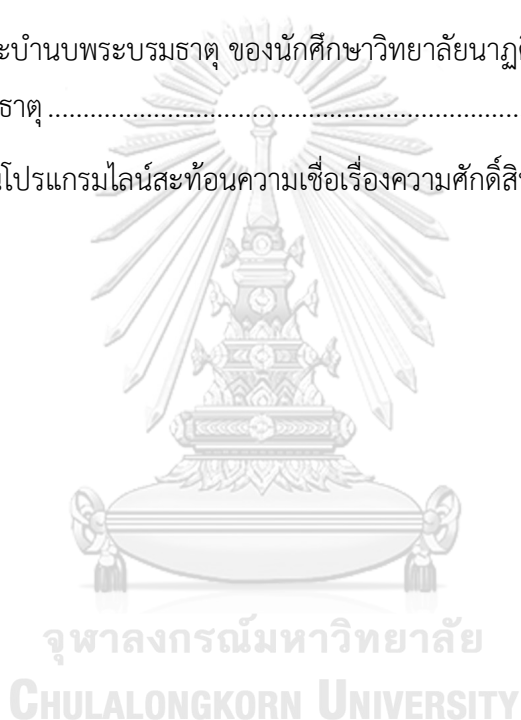 ะบำนบพระบรมธาตุ ของนักศึกษาวิทยาลัยนาฏ
ธาตุ ................................................................
โปรแกรมไลน์สะท้อนความเชื่อเรื่องความศักดิ์สิ
จุฬาลงกรณ์มหาวิทยาลัย
CHULALONGKORN UNIVERSITY